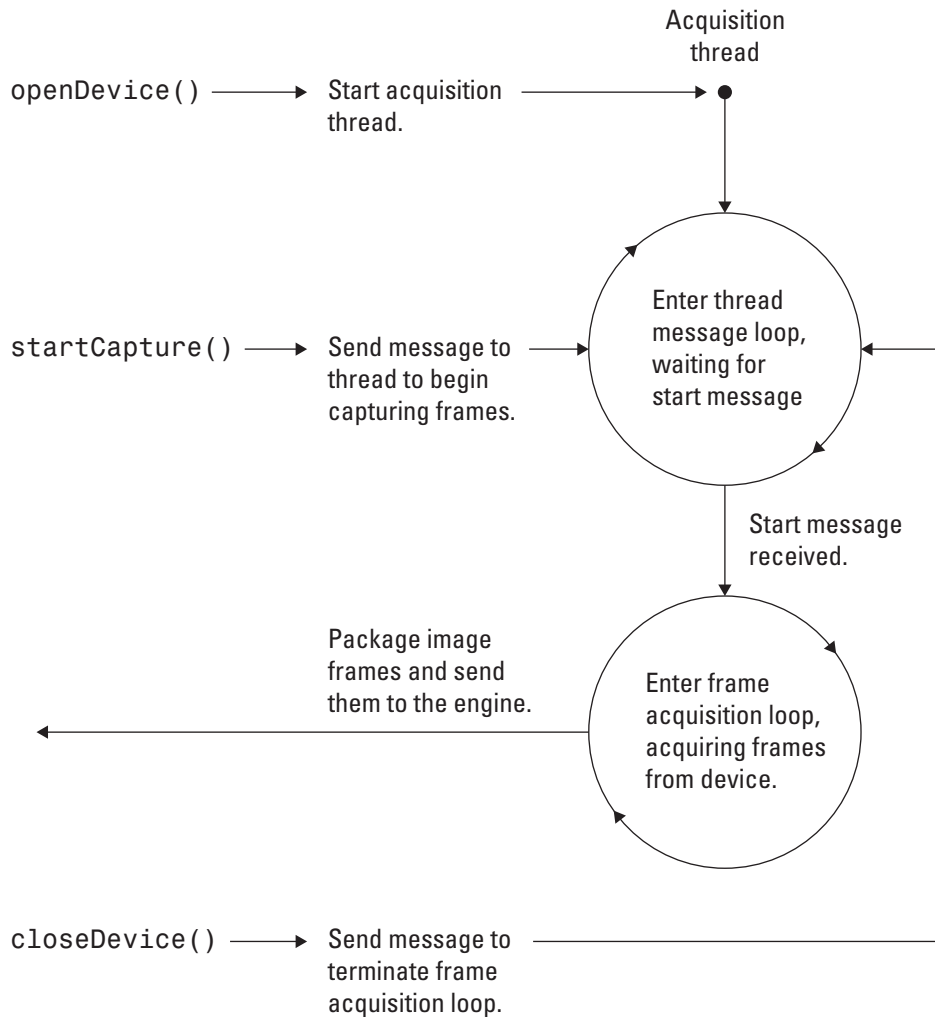 Acquisition
thread
openDevice()
Start acquisition
thread.
Enter thread
message loop,
waiting for
start message
startCapture()
Send message to
thread to begin
capturing frames.
Start message
received.
Package image
frames and send
them to the engine.
Enter frame
acquisition loop,
acquiring frames
from device.
closeDevice()
Send message to
terminate frame
acquisition loop.